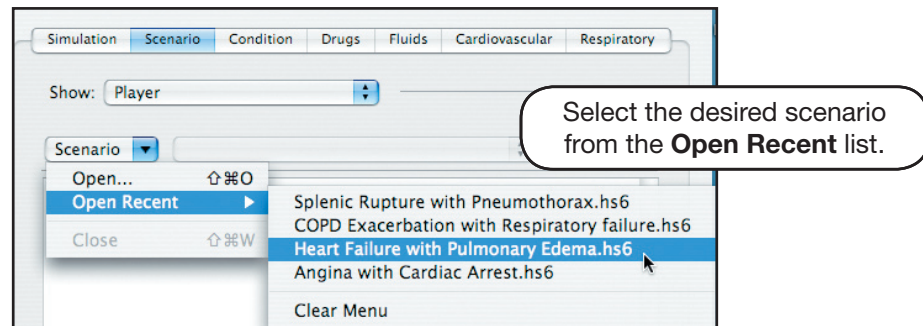 Simulation Scenario Condition Drugs Fluids Cardiovascular Respiratory
Show: Player
Select the desired scenario
from the Open Recent list.
Scenario
Open... ⇧⌘O
Open Recent
Close ⇧⌘W
Splenic Rupture with Pneumothorax.hs6
COPD Exacerbation with Respiratory failure.hs6
Heart Failure with Pulmonary Edema.hs6
Angina with Cardiac Arrest.hs6
Clear Menu